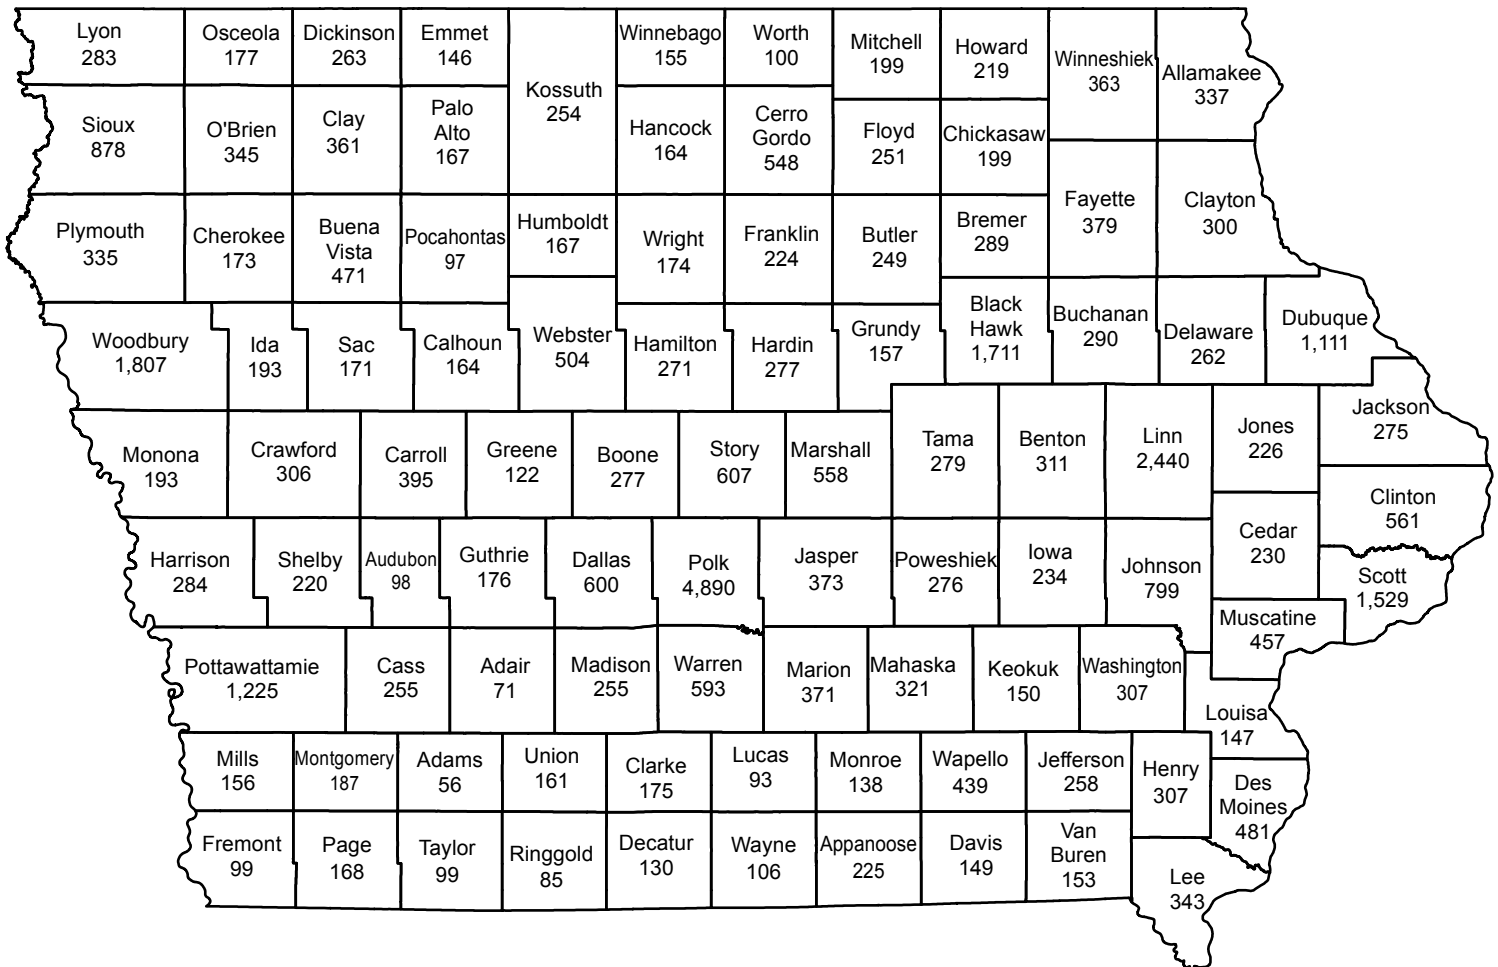 Lyon
283
Osceola
177
Dickinson
263
Emmet
146
Kossuth
254
Winnebago
155
Worth
100
Mitchell
199
Howard
219
Winneshiek
363
Allamakee
337
Sioux
878
O'Brien
345
Clay
361
Palo
Alto
167
Hancock
164
Cerro
Gordo
548
Floyd
251
Chickasaw
199
Plymouth
335
Cherokee
173
Buena
Vista
471
Pocahontas
97
Humboldt
167
Wright
174
Franklin
224
Butler
249
Bremer
289
Fayette
379
Clayton
300
Woodbury
1,807
Ida
193
Sac
171
Calhoun
164
Webster
504
Hamilton
271
Hardin
277
Grundy
157
Black
Hawk
1,711
Buchanan
290
Delaware
262
Dubuque
1,111
Monona
193
Crawford
306
Carroll
395
Greene
122
Boone
277
Story
607
Marshall
558
Tama
279
Benton
311
Linn
2,440
Jones
226
Jackson
275
Clinton
561
Cedar
230
Harrison
284
Shelby
220
Audubon
98
Guthrie
176
Dallas
600
Polk
4,890
Jasper
373
Poweshiek
276
Iowa
234
Johnson
799
Scott
1,529
Muscatine
457
Pottawattamie
1,225
Cass
255
Adair
71
Madison
255
Warren
593
Marion
371
Mahaska
321
Keokuk
150
Washington
307
Louisa
147
Mills
156
Montgomery
187
Adams
56
Union
161
Clarke
175
Lucas
93
Monroe
138
Wapello
439
Jefferson
258
Henry
307
Des
Moines
481
Fremont
99
Page
168
Taylor
99
Ringgold
85
Decatur
130
Wayne
106
Appanoose
225
Davis
149
Van
Buren
153
Lee
343